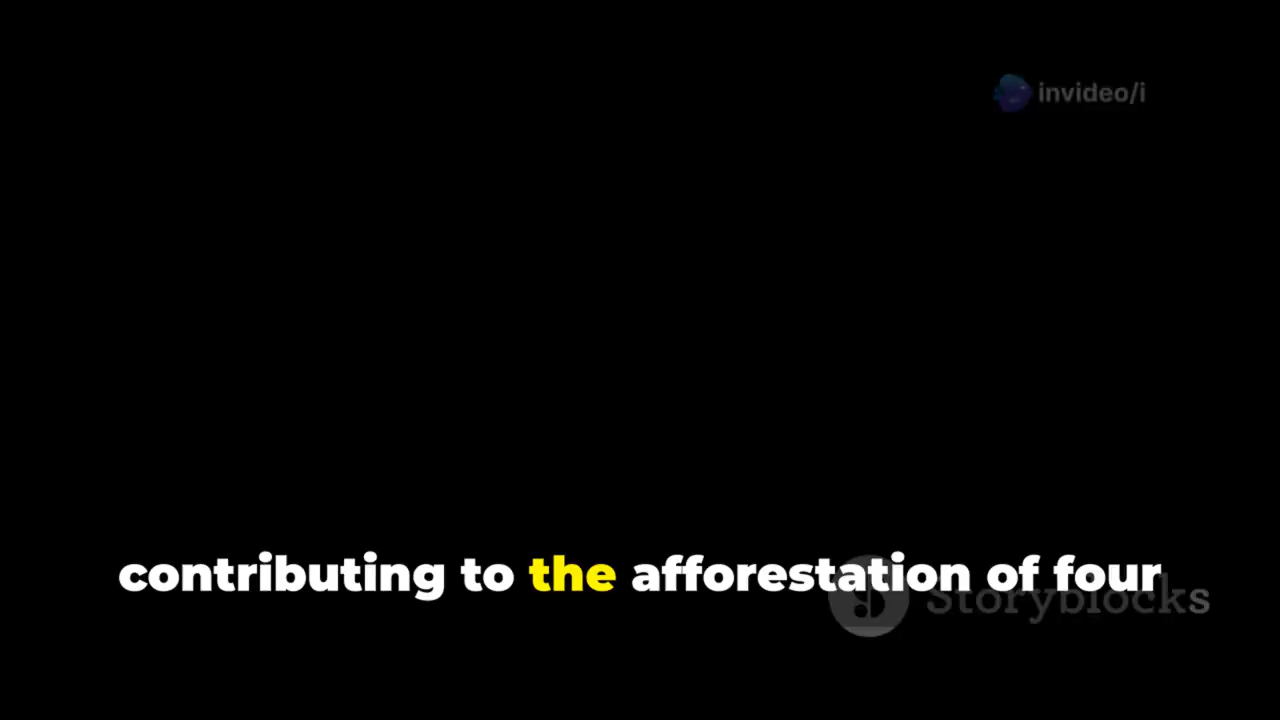 invideo/i
contributing to the afforestation of four
Storyblocks